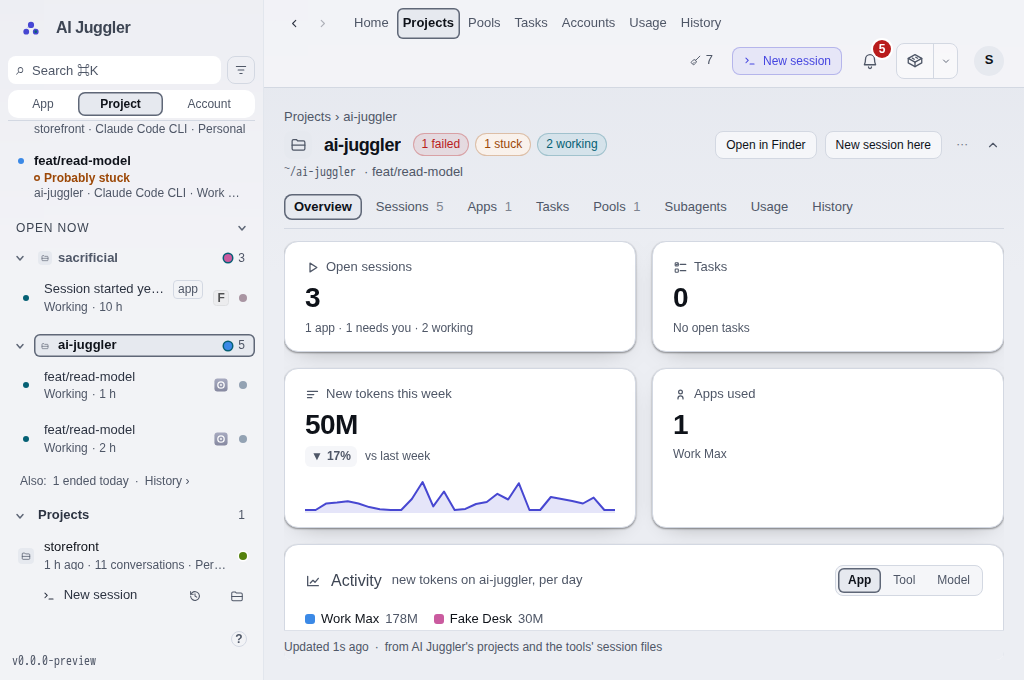 AI Juggler
Search ⌘K
App Project Account
storefront · Claude Code CLI · Personal
feat/read-model
Probably stuck
ai-juggler · Claude Code CLI · Work …
OPEN NOW
sacrificial 3
Session started ye… app F
Working · 10 h
ai-juggler 5
feat/read-model
Working · 1 h
feat/read-model
Working · 2 h
Also: 1 ended today · History ›
Projects 1
storefront
1 h ago · 11 conversations · Per…
New session
?
v0.0.0-preview
Home Projects Pools Tasks Accounts Usage History
7 New session 5 S
Projects › ai-juggler
ai-juggler 1 failed 1 stuck 2 working Open in Finder New session here ···
~/ai-juggler · feat/read-model
Overview Sessions 5 Apps 1 Tasks Pools 1 Subagents Usage History
Open sessions
3
1 app · 1 needs you · 2 working
Tasks
0
No open tasks
New tokens this week
50M
▼ 17% vs last week
Apps used
1
Work Max
Activity new tokens on ai-juggler, per day App Tool Model
Work Max 178M Fake Desk 30M
Updated 1s ago · from AI Juggler's projects and the tools' session files